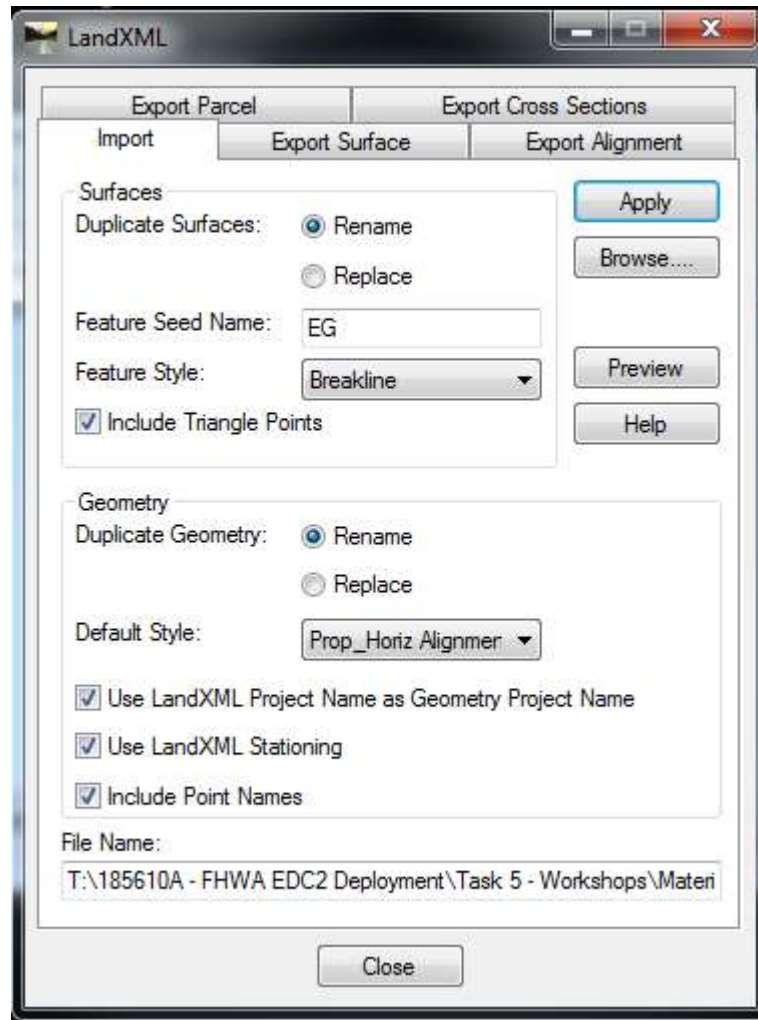 LandXML
Export Parcel Export Cross Sections
Import Export Surface Export Alignment
Surfaces
Duplicate Surfaces: Rename
Replace
Feature Seed Name: EG
Feature Style: Breakline
Include Triangle Points
Apply
Browse....
Preview
Help
Geometry
Duplicate Geometry: Rename
Replace
Default Style: Prop_Horiz Alignmer
Use LandXML Project Name as Geometry Project Name
Use LandXML Stationing
Include Point Names
File Name:
T:\185610A - FHWA EDC2 Deployment\Task 5 - Workshops\Materi
Close